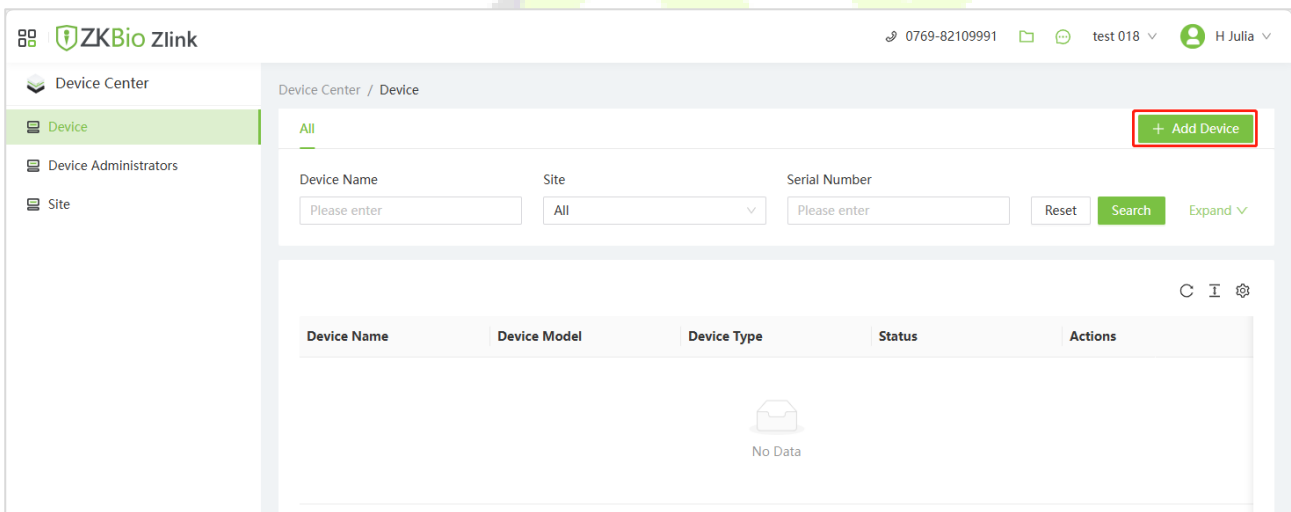 ZKBio Zlink
0769-82109991 test 018 H Julia
Device Center
Device
Device Administrators
Site
Device Center / Device
All
+ Add Device
Device Name Site Serial Number
Please enter All Please enter Reset Search Expand
Device Name Device Model Device Type Status Actions
No Data